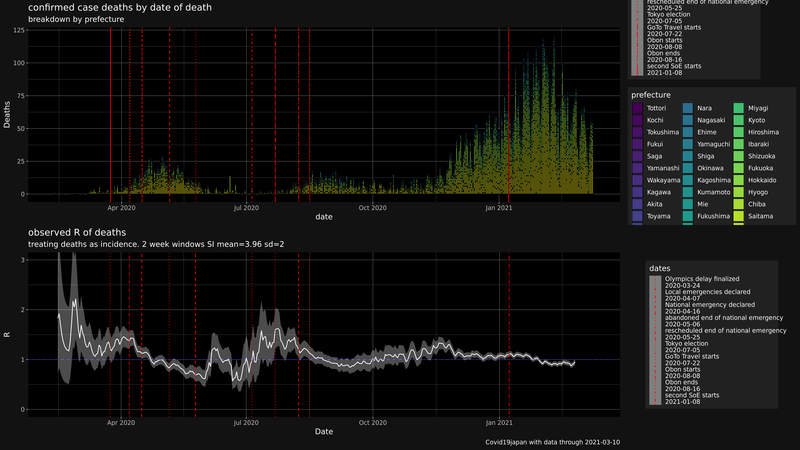 confirmed case deaths by date of death
breakdown by prefecture
125
100
75
50
25
0
Deaths
Apr 2020
Jul 2020
Oct 2020
Jan 2021
date
rescheduled end of national emergency
2020-05-25
Tokyo election
2020-07-05
GoTo Travel starts
2020-07-22
Obon starts
2020-08-08
Obon ends
2020-08-16
second SoE starts
2021-01-08
prefecture
Tottori Nara Miyagi
Kochi Nagasaki Kyoto
Tokushima Ehime Hiroshima
Fukui Yamaguchi Ibaraki
Saga Shiga Shizuoka
Yamanashi Okinawa Fukuoka
Wakayama Kagoshima Hokkaido
Kagawa Kumamoto Hyogo
Akita Mie Chiba
Toyama Fukushima Saitama
observed R of deaths
treating deaths as incidence. 2 week windows SI mean=3.96 sd=2
3
2
1
0
R
Apr 2020
Jul 2020
Oct 2020
Jan 2021
Date
dates
Olympics delay finalized
2020-03-24
Local emergencies declared
2020-04-07
National emergency declared
2020-04-16
abandoned end of national emergency
2020-05-06
rescheduled end of national emergency
2020-05-25
Tokyo election
2020-07-05
GoTo Travel starts
2020-07-22
Obon starts
2020-08-08
Obon ends
2020-08-16
second SoE starts
2021-01-08
Covid19japan with data through 2021-03-10